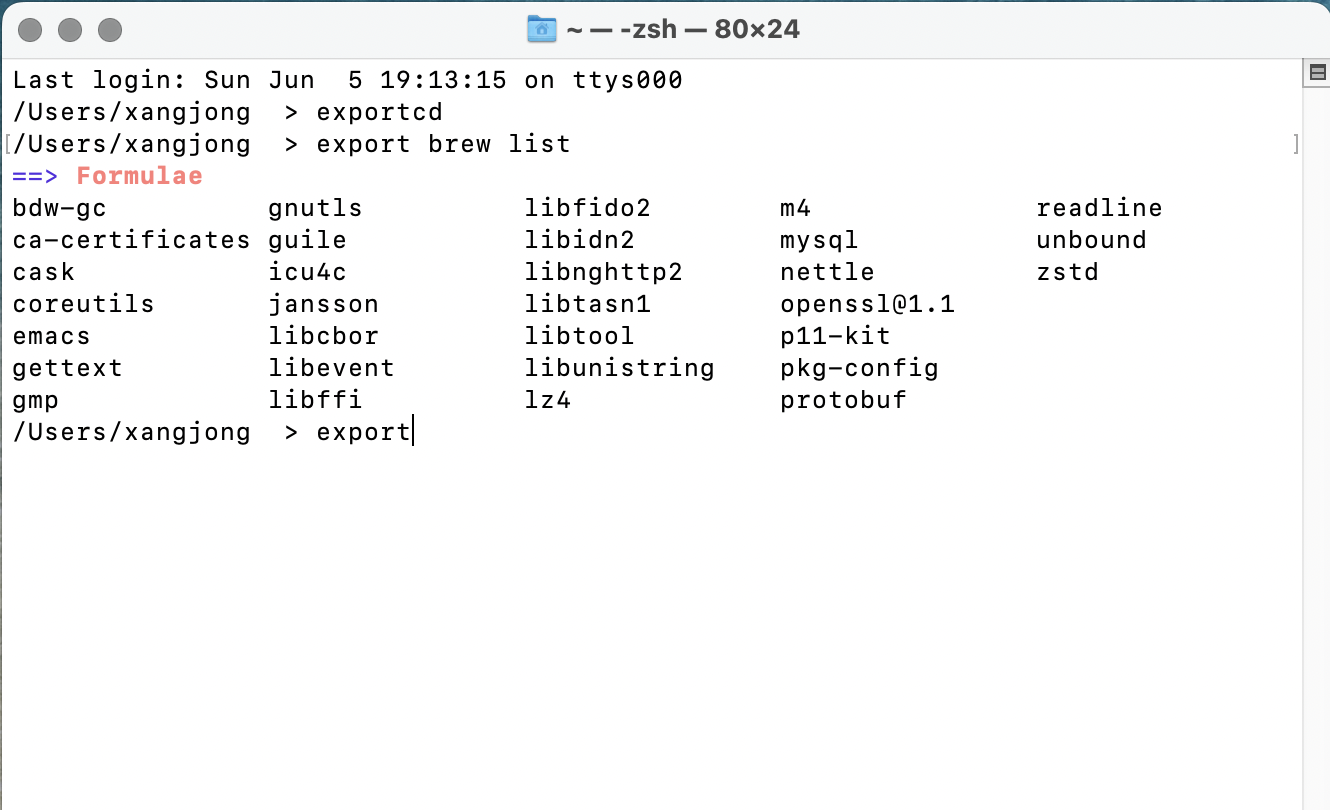 ~ — -zsh — 80×24
Last login: Sun Jun  5 19:13:15 on ttys000
/Users/xangjong  > exportcd
[/Users/xangjong  > export brew list ]
==> Formulae
bdw-gc          gnutls          libfido2        m4              readline
ca-certificates guile           libidn2         mysql           unbound
cask            icu4c           libnghttp2      nettle          zstd
coreutils       jansson         libtasn1        openssl@1.1
emacs           libcbor         libtool         p11-kit
gettext         libevent        libunistring    pkg-config
gmp             libffi          lz4             protobuf
/Users/xangjong  > export